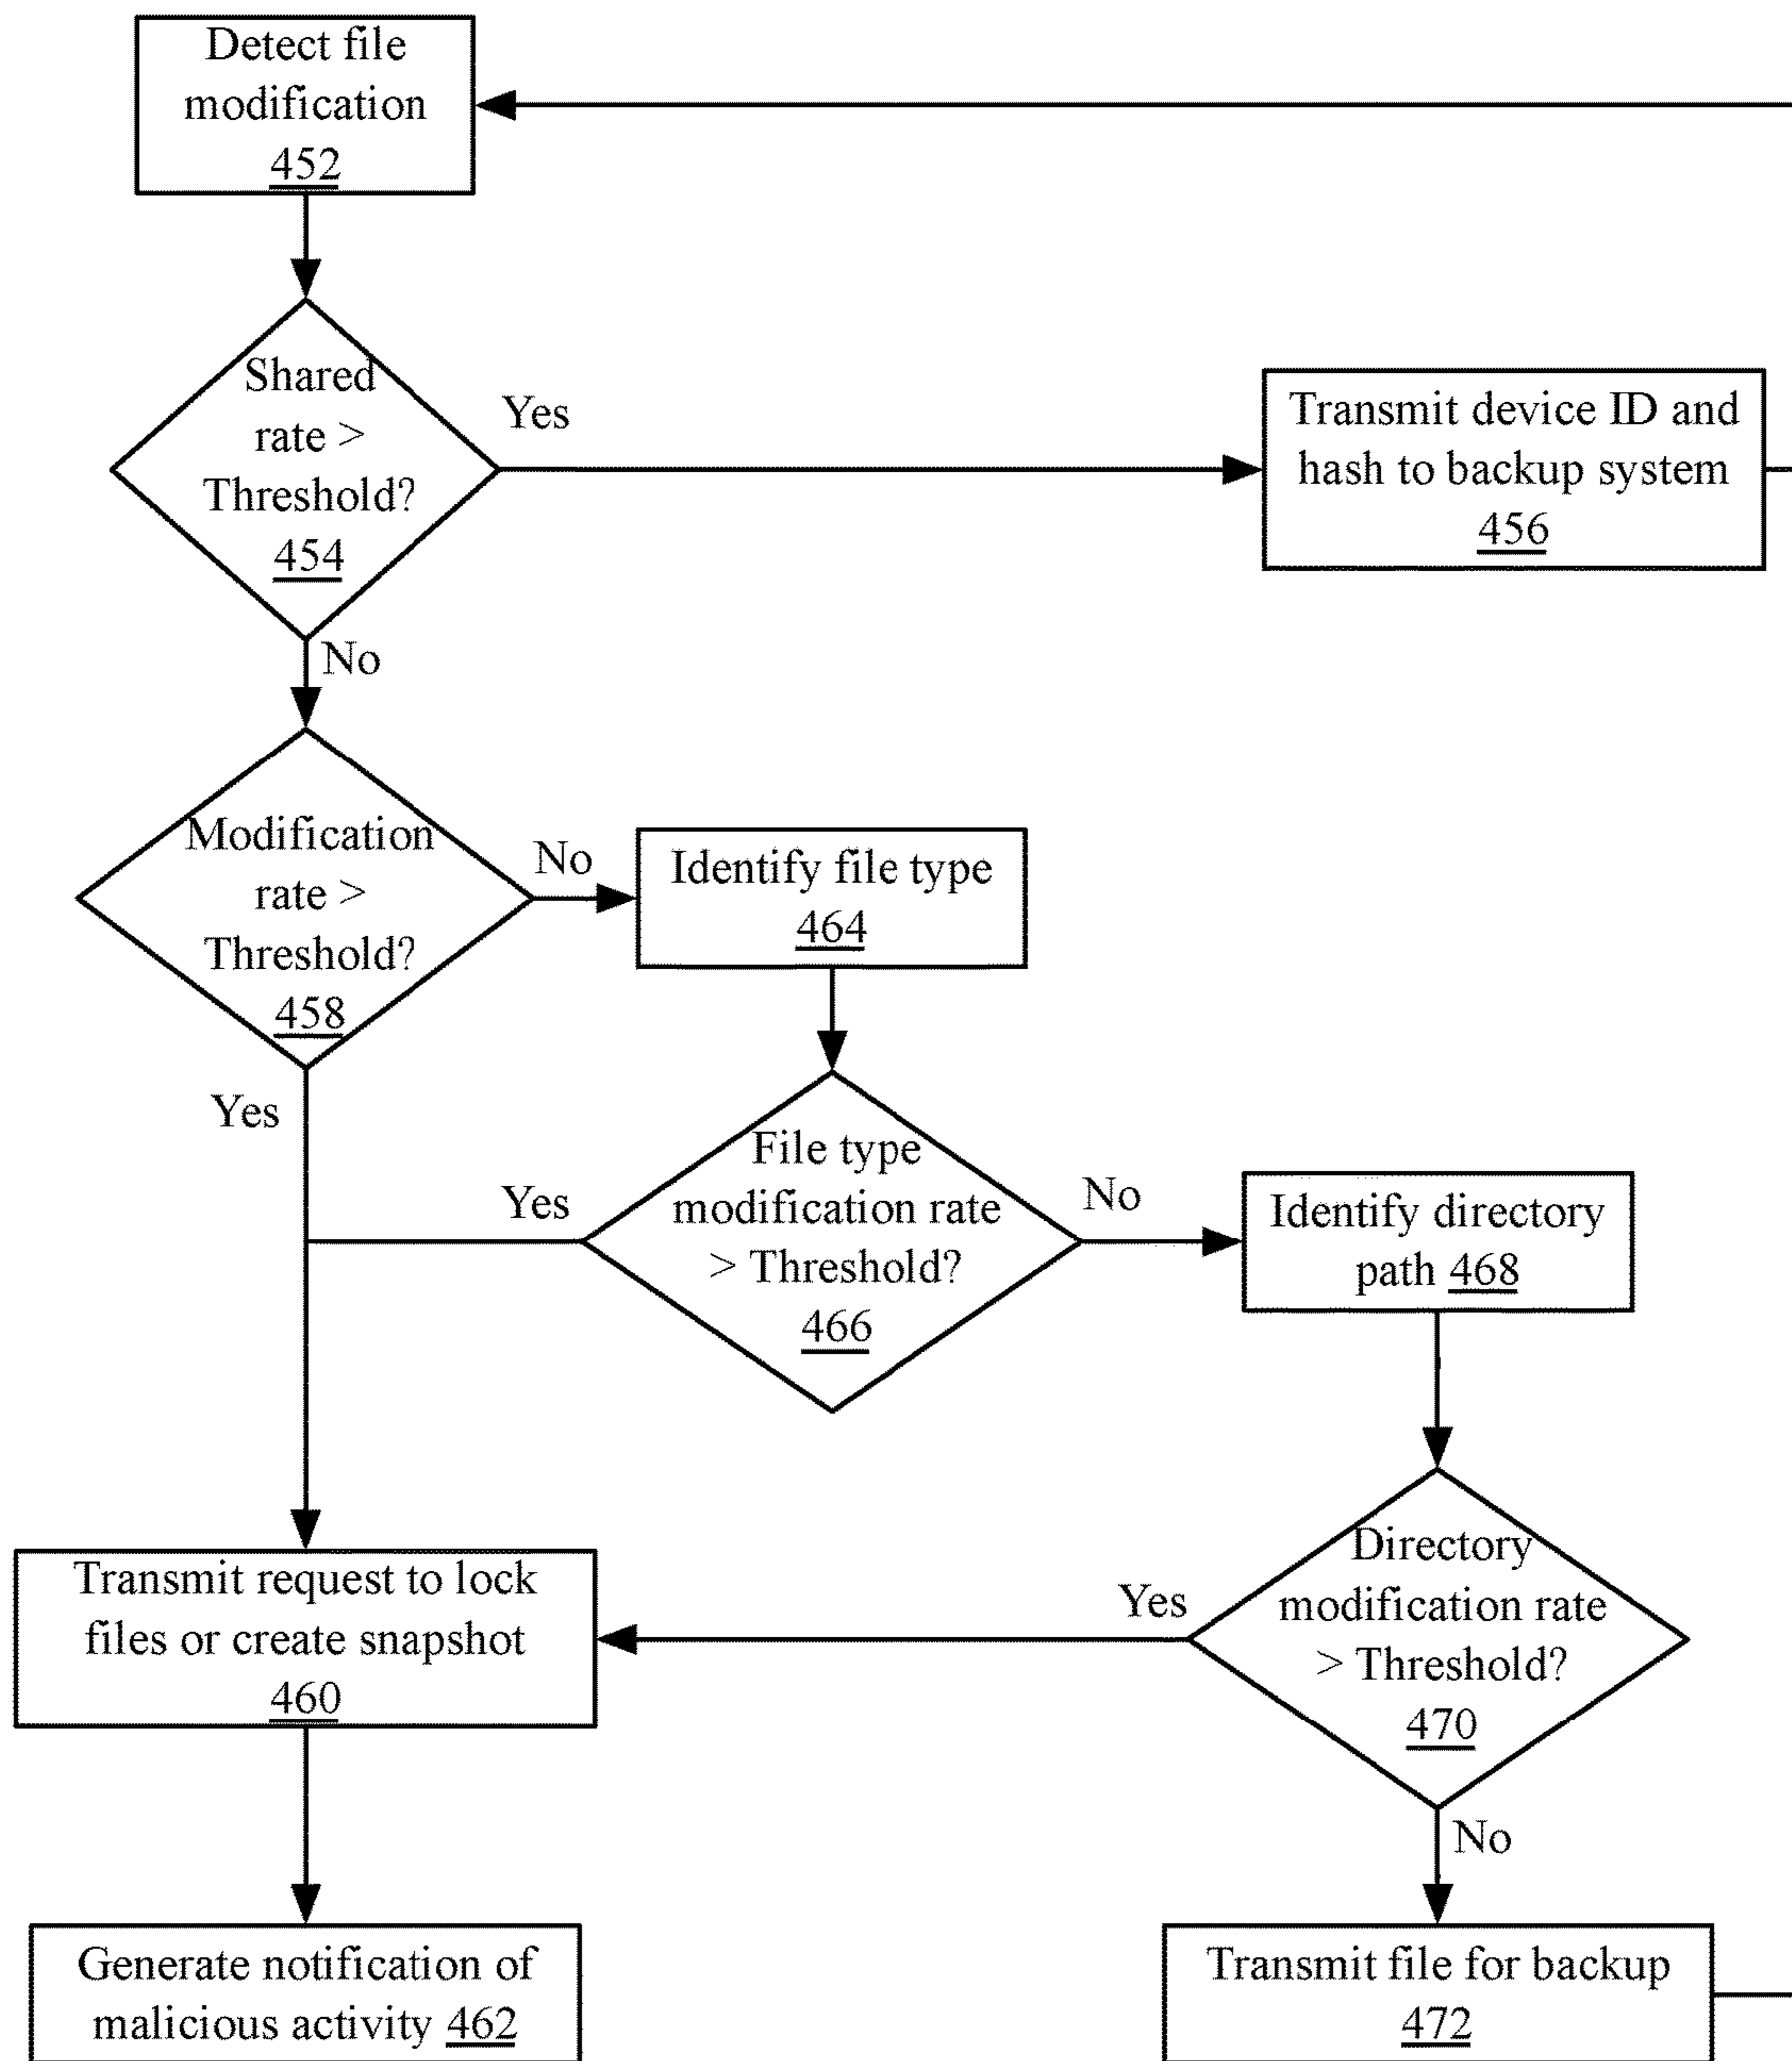 Detect file
modification
452
Shared
rate >
Threshold?
454
Yes
Transmit device ID and
hash to backup system
456
No
Modification
rate >
Threshold?
458
No
Identify file type
464
Yes
File type
modification rate
> Threshold?
466
Yes
No
Identify directory
path 468
Directory
modification rate
> Threshold?
470
Yes
Transmit request to lock
files or create snapshot
460
No
Generate notification of
malicious activity 462
Transmit file for backup
472